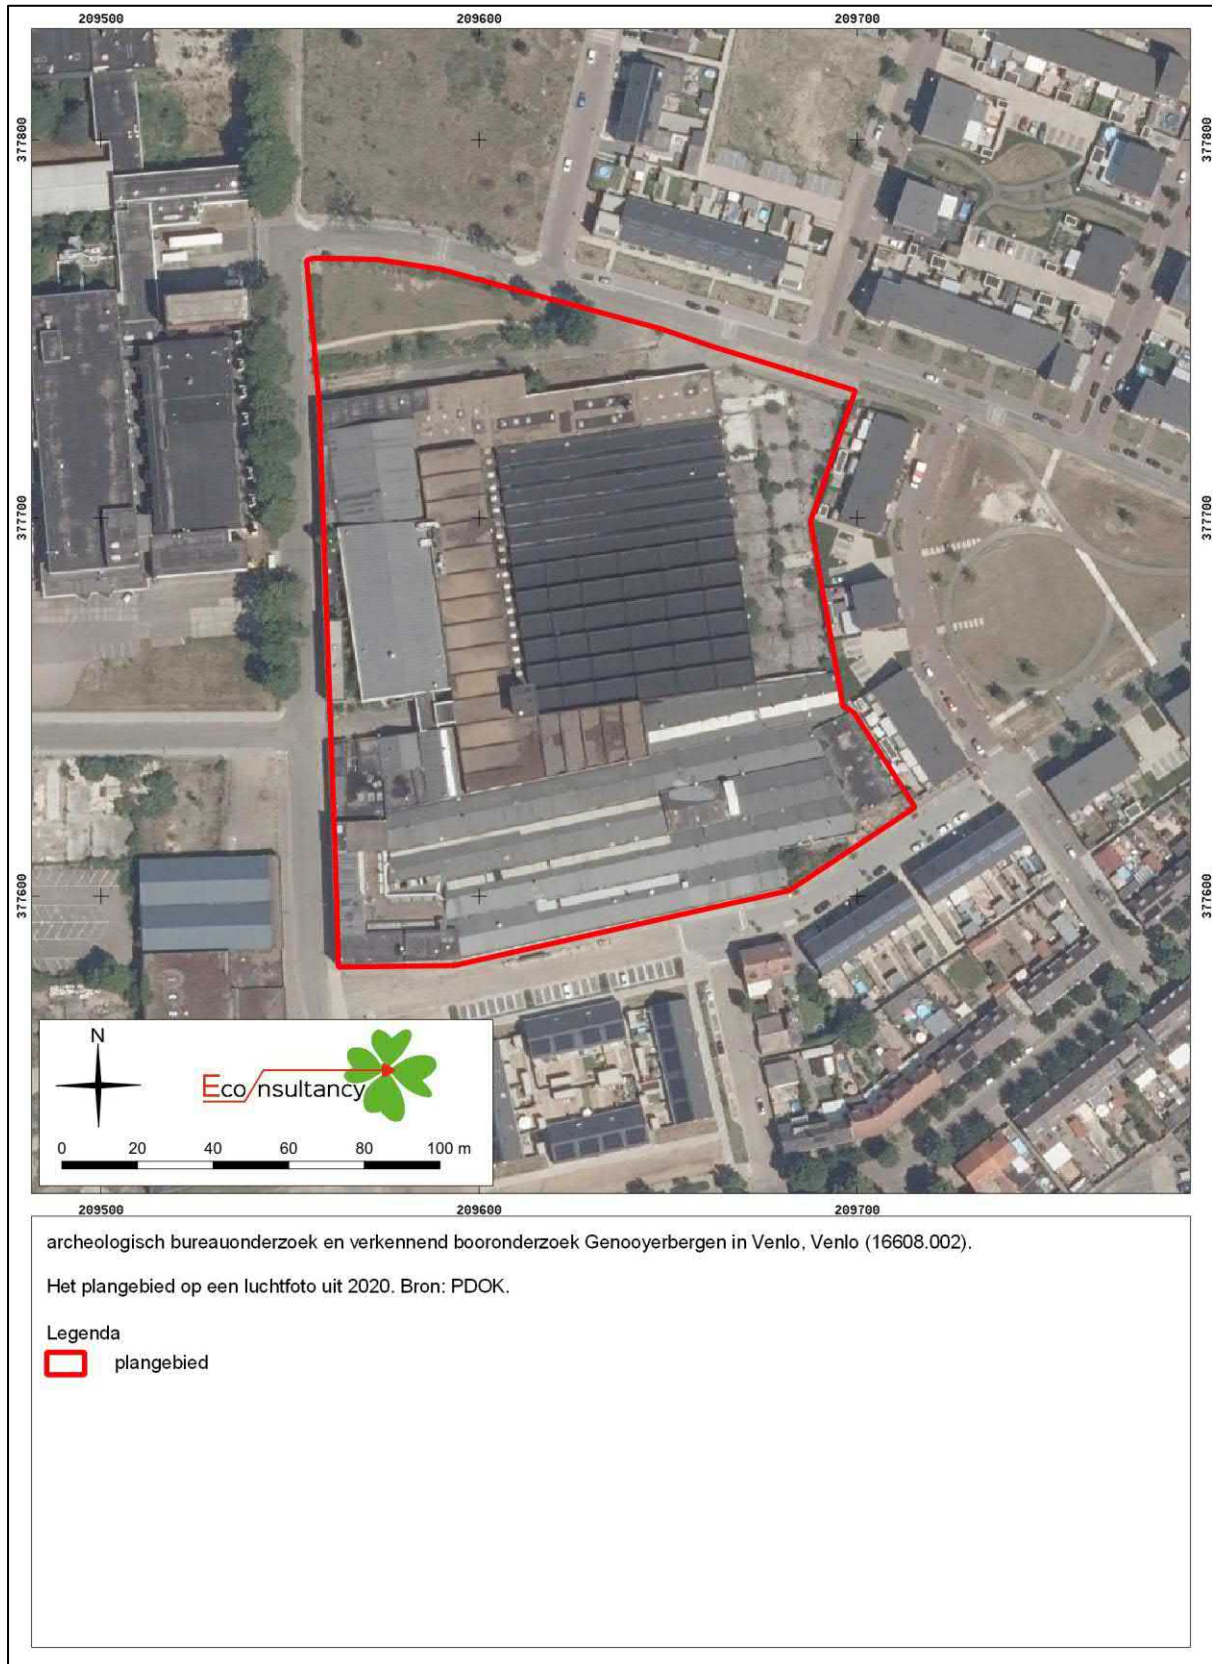 209500 209600 209700
377800 377800
377700 377700
377600 377600
N
Eco nsultancy
0 20 40 60 80 100 m
209500 209600 209700
archeologisch bureauonderzoek en verkennend booronderzoek Genooyerbergen in Venlo, Venlo (16608.002).
Het plangebied op een luchtfoto uit 2020. Bron: PDOK.
Legenda
plangebied